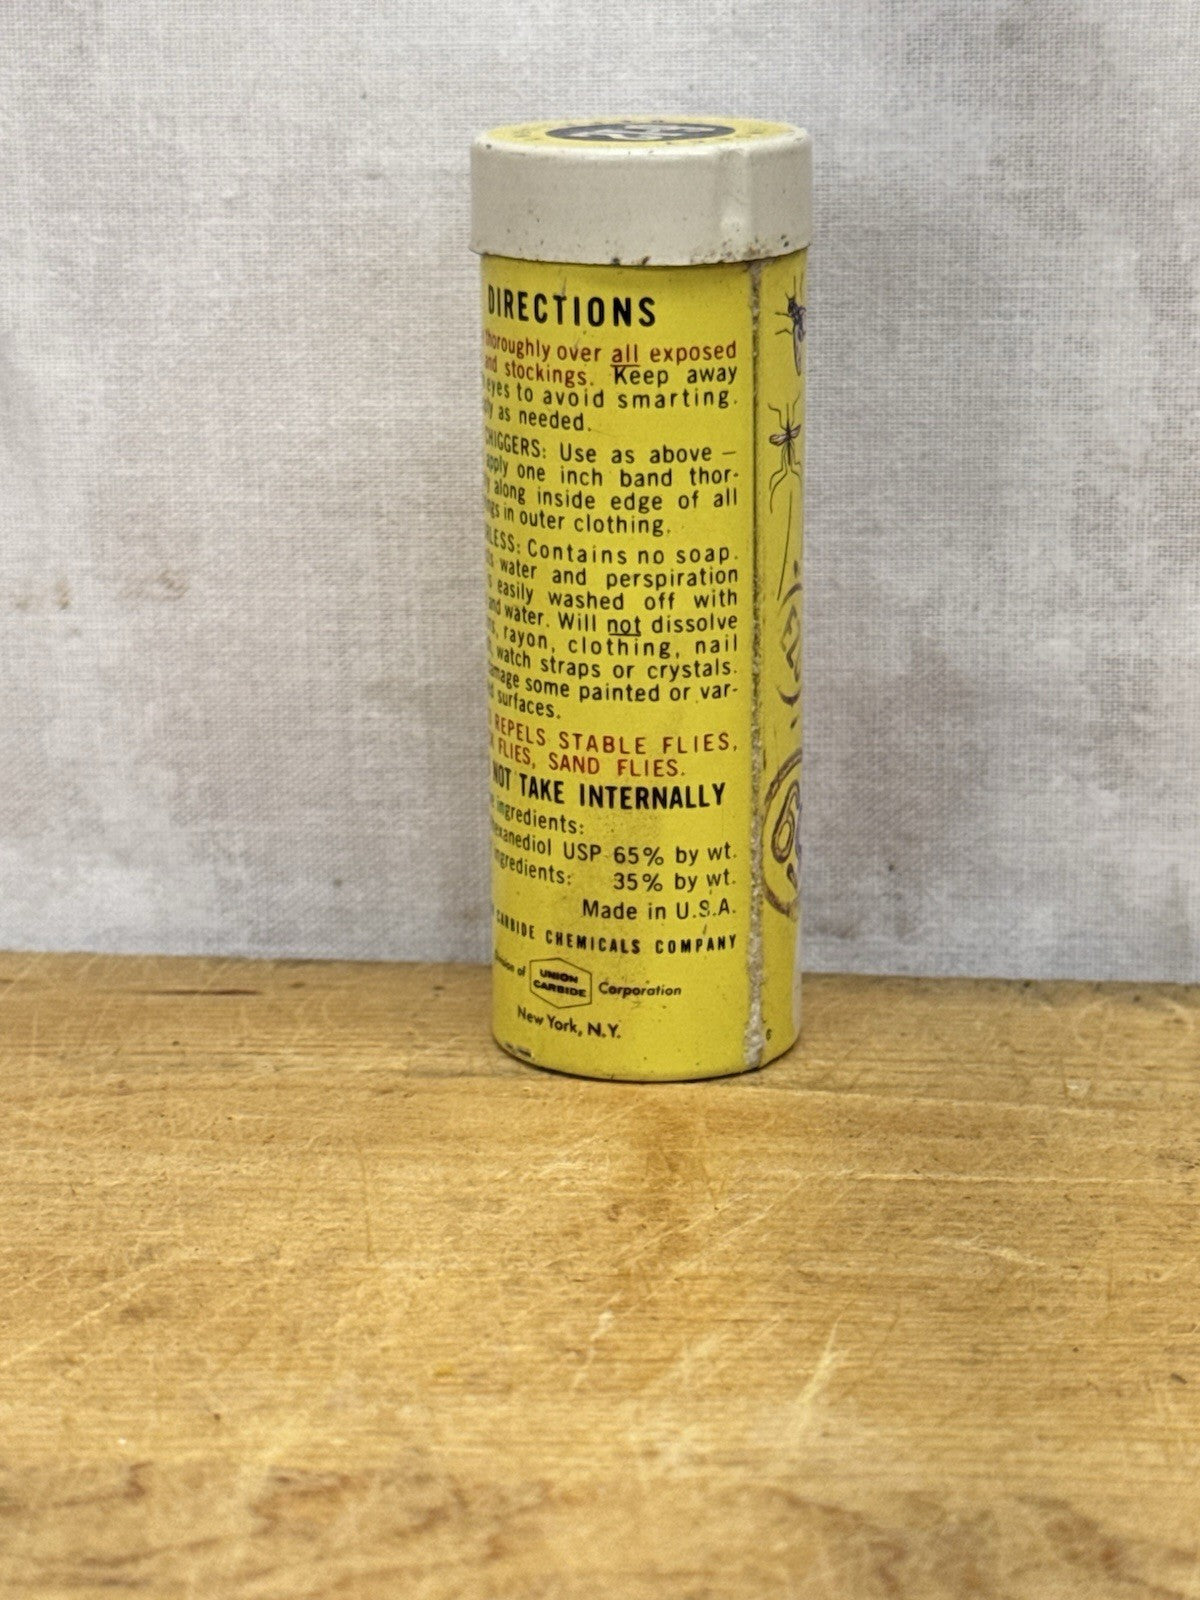 DIRECTIONS
thoroughly over all exposed
and stockings. Keep away
eyes to avoid smarting.
as needed.
CHIGGERS: Use as above –
apply one inch band thor-
along inside edge of all
in outer clothing.
Contains no soap.
water and perspiration
easily washed off with
and water. Will not dissolve
rayon, clothing, nail
watch straps or crystals.
some painted or var-
surfaces.
REPELS STABLE FLIES,
FLIES, SAND FLIES.
NOT TAKE INTERNALLY
ingredients:
USP 65% by wt.
ingredients: 35% by wt.
Made in U.S.A.
CARBIDE CHEMICALS COMPANY
of UNION CARBIDE Corporation
New York, N.Y.
6